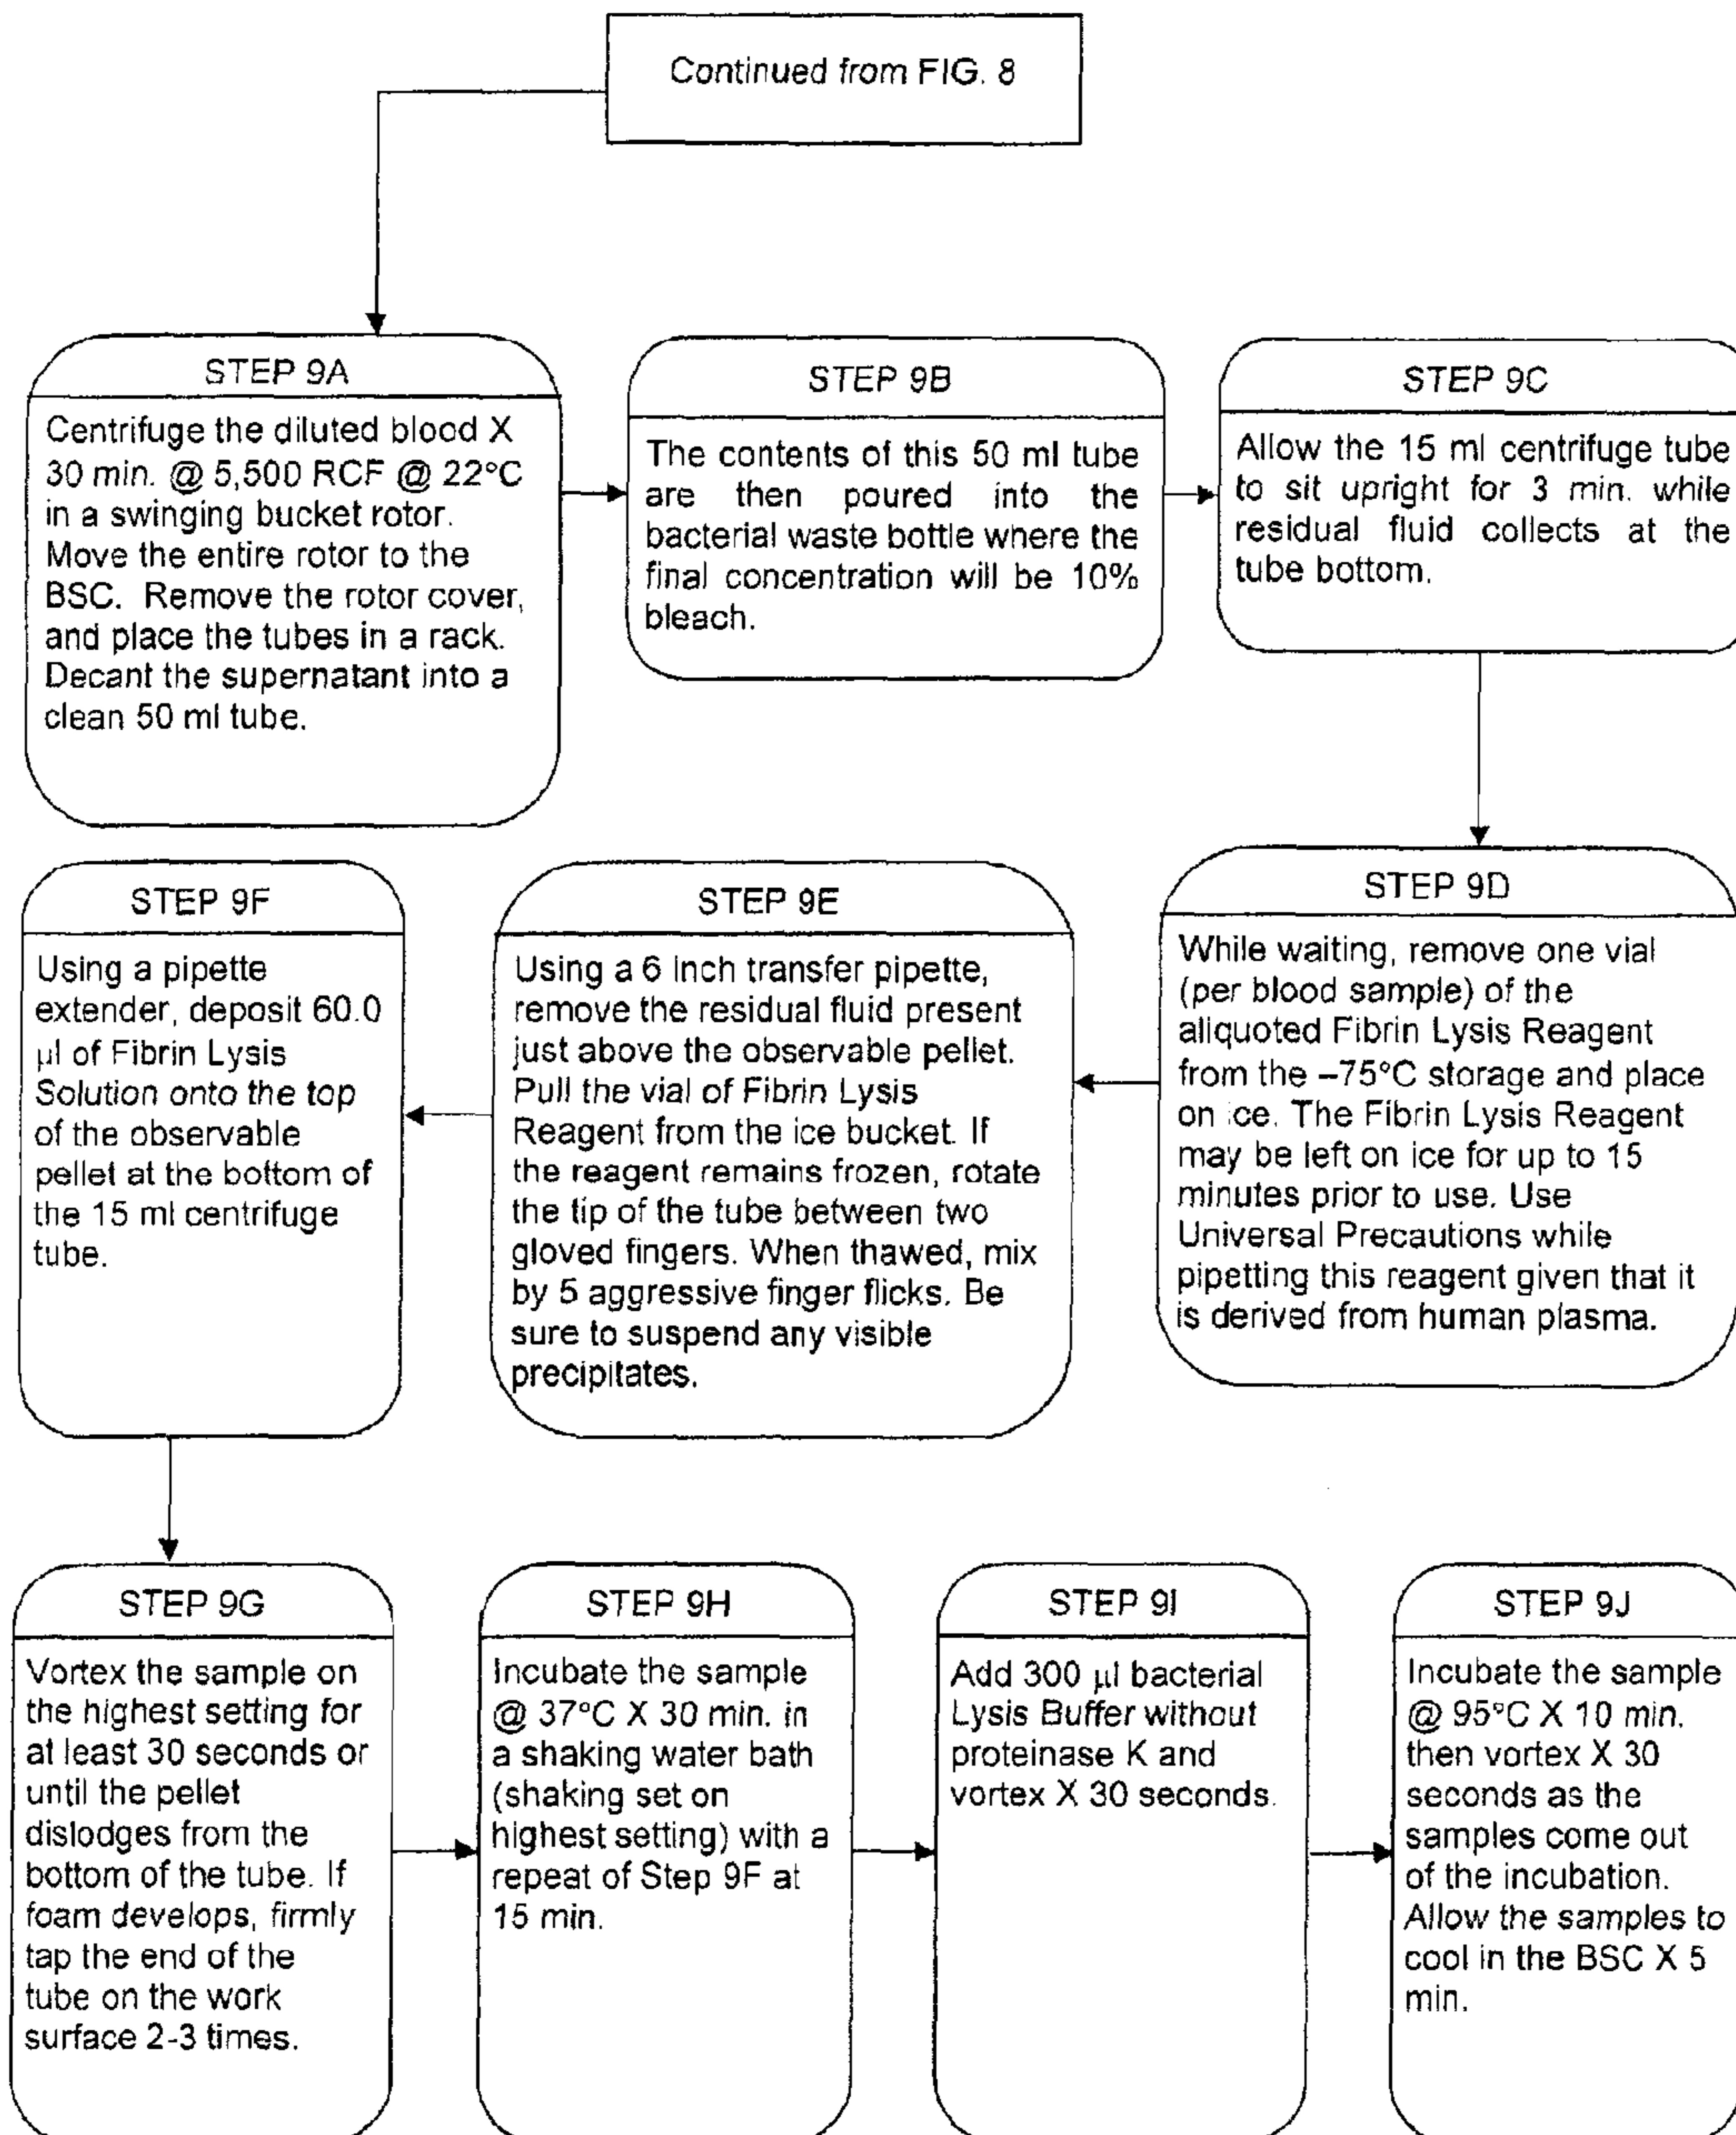 Continued from FIG. 8
STEP 9A
Centrifuge the diluted blood X
30 min. @ 5,500 RCF @ 22°C
in a swinging bucket rotor.
Move the entire rotor to the
BSC. Remove the rotor cover,
and place the tubes in a rack.
Decant the supernatant into a
clean 50 ml tube.
STEP 9B
The contents of this 50 ml tube
are then poured into the
bacterial waste bottle where the
final concentration will be 10%
bleach.
STEP 9C
Allow the 15 ml centrifuge tube
to sit upright for 3 min. while
residual fluid collects at the
tube bottom.
STEP 9D
While waiting, remove one vial
(per blood sample) of the
aliquoted Fibrin Lysis Reagent
from the –75°C storage and place
on ice. The Fibrin Lysis Reagent
may be left on ice for up to 15
minutes prior to use. Use
Universal Precautions while
pipetting this reagent given that it
is derived from human plasma.
STEP 9E
Using a 6 inch transfer pipette,
remove the residual fluid present
just above the observable pellet.
Pull the vial of Fibrin Lysis
Reagent from the ice bucket. If
the reagent remains frozen, rotate
the tip of the tube between two
gloved fingers. When thawed, mix
by 5 aggressive finger flicks. Be
sure to suspend any visible
precipitates.
STEP 9F
Using a pipette
extender, deposit 60.0
µl of Fibrin Lysis
Solution onto the top
of the observable
pellet at the bottom of
the 15 ml centrifuge
tube.
STEP 9G
Vortex the sample on
the highest setting for
at least 30 seconds or
until the pellet
dislodges from the
bottom of the tube. If
foam develops, firmly
tap the end of the
tube on the work
surface 2-3 times.
STEP 9H
Incubate the sample
@ 37°C X 30 min. in
a shaking water bath
(shaking set on
highest setting) with a
repeat of Step 9F at
15 min.
STEP 9I
Add 300 µl bacterial
Lysis Buffer without
proteinase K and
vortex X 30 seconds.
STEP 9J
Incubate the sample
@ 95°C X 10 min.
then vortex X 30
seconds as the
samples come out
of the incubation.
Allow the samples to
cool in the BSC X 5
min.